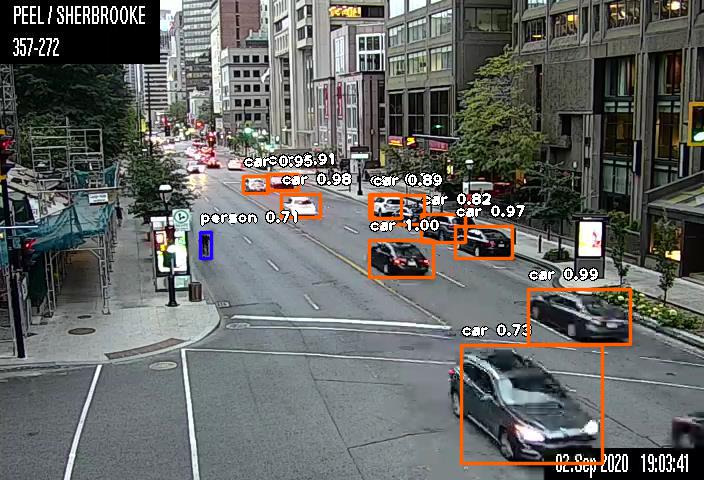 PEEL / SHERBROOKE
357-272
car 0.95
car 0.91
car 0.98
car 0.89
car 0.82
car 0.97
person 0.71
car 1.00
car 0.99
car 0.73
02.Sep 2020 19:03:41